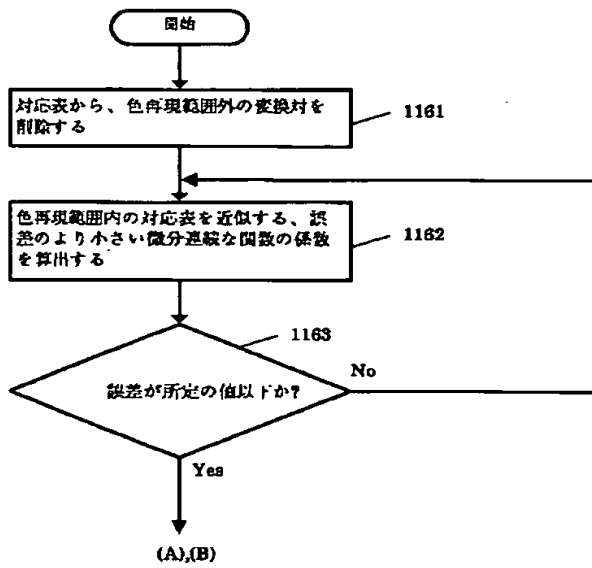 開始
対応表から、色再現範囲外の変換対を
削除する
1161
色再現範囲内の対応表を近似する、誤
差のより小さい微分連続な関数の係数
を算出する
1162
1163
誤差が所定の値以下か?
No
Yes
(A),(B)